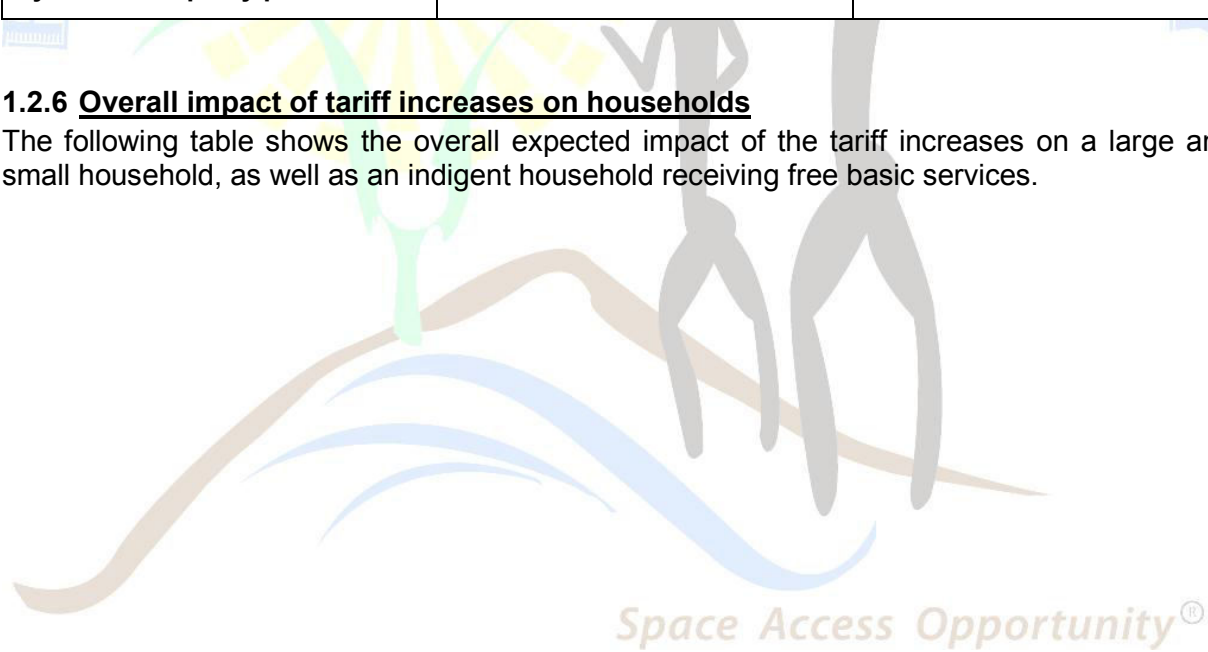 1.2.6 Overall impact of tariff increases on households
The following table shows the overall expected impact of the tariff increases on a large
small household, as well as an indigent household receiving free basic services.
Space Access Opportunity®